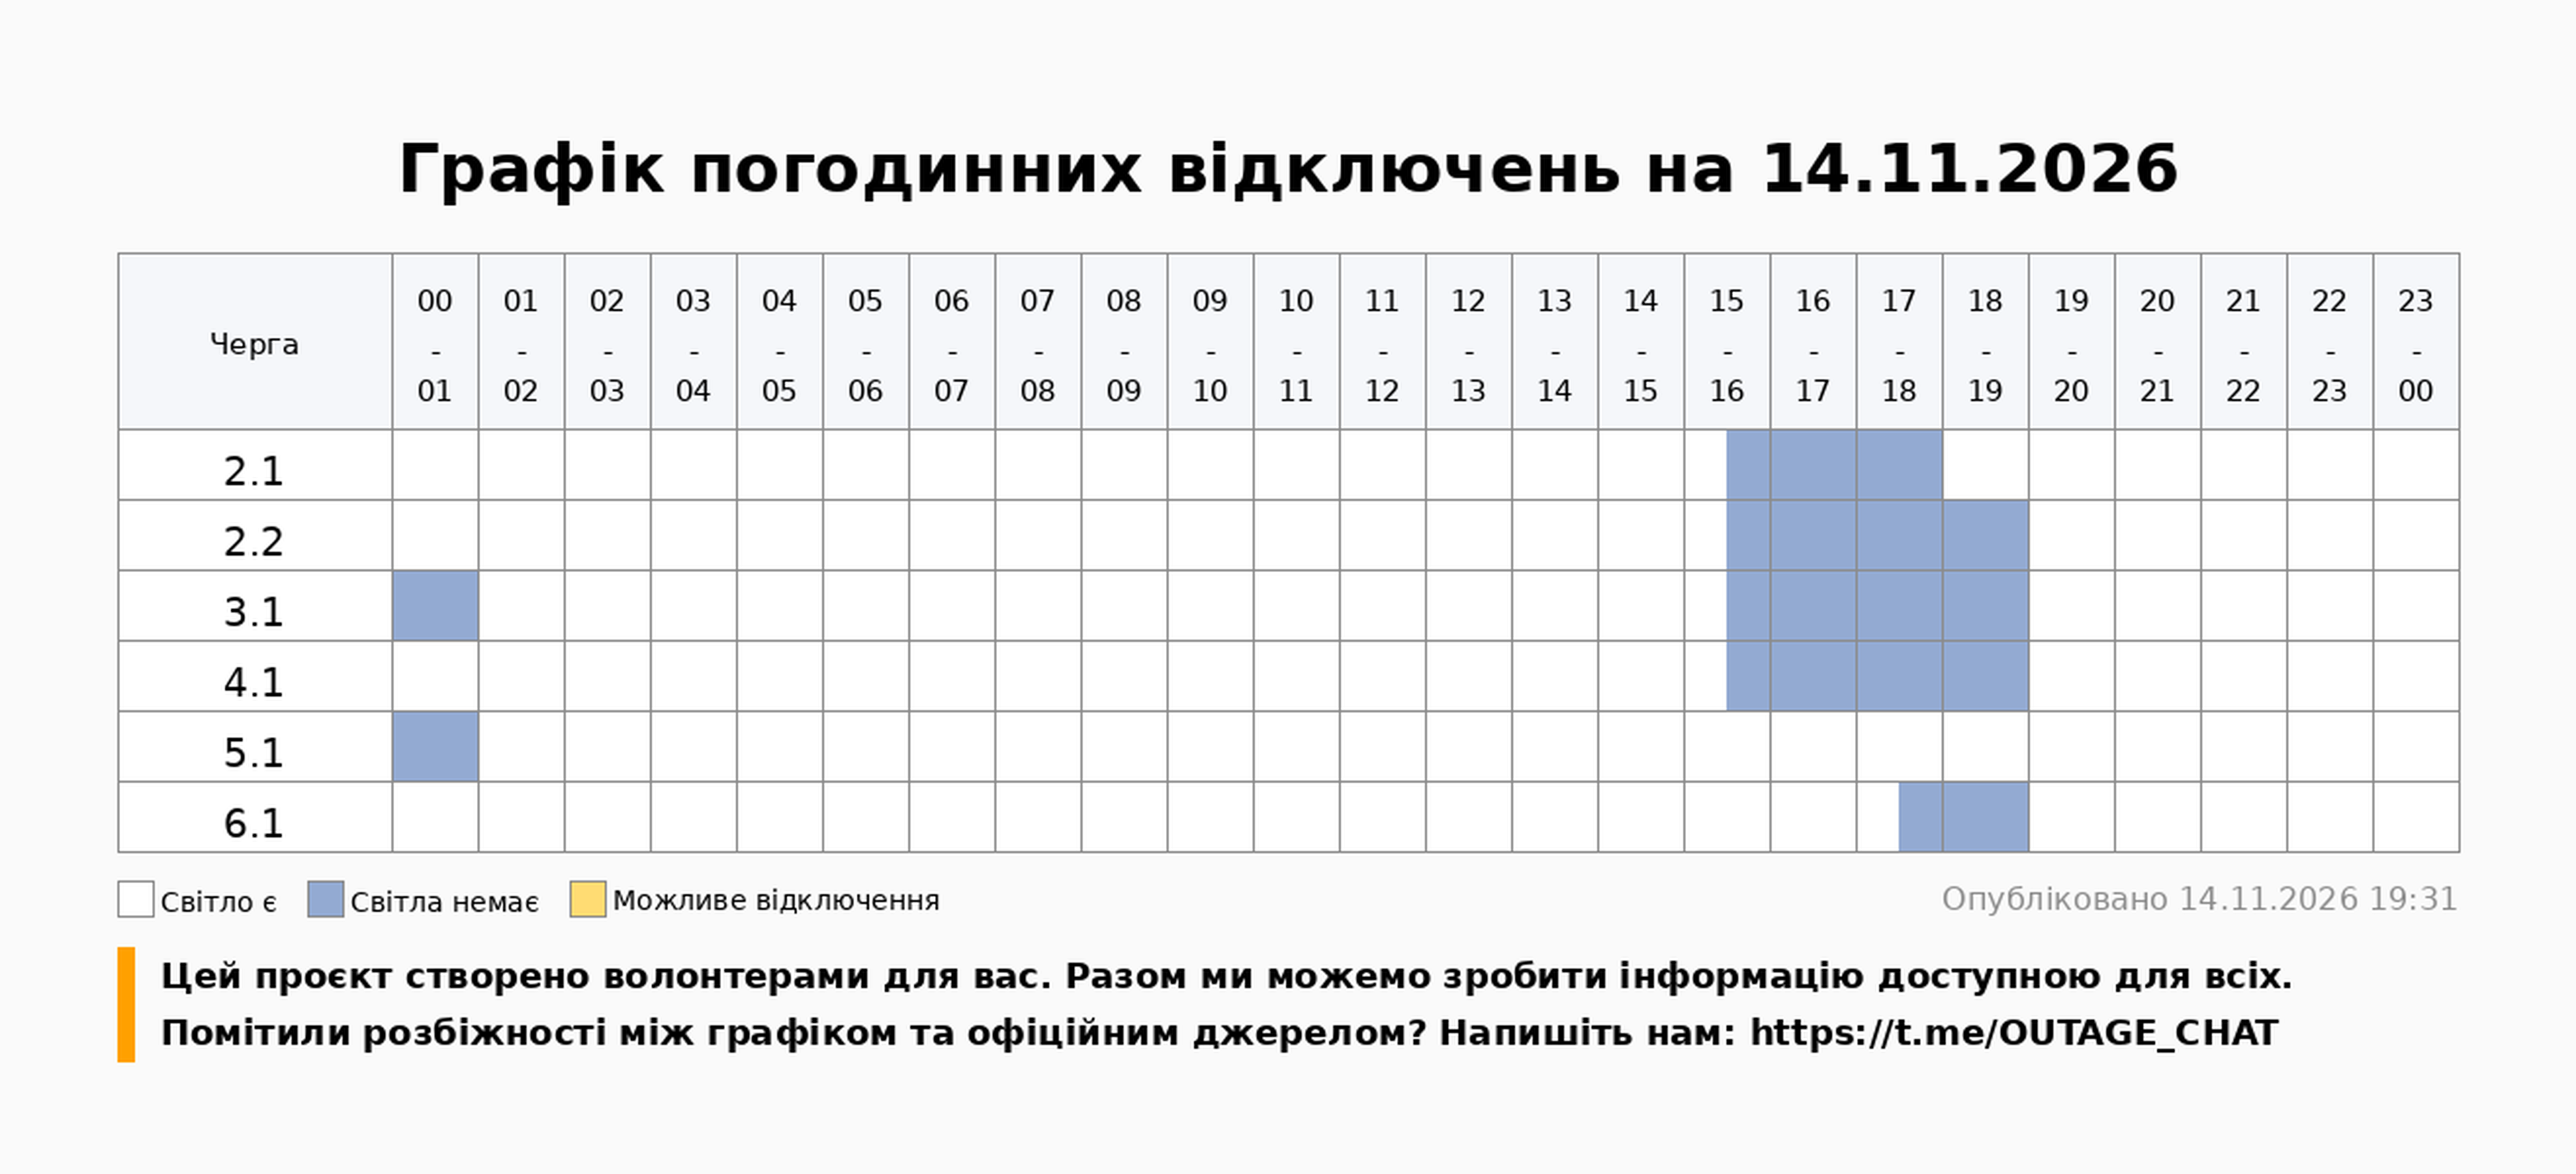 Графік погодинних відключень на 14.11.2026
Черга 00 - 01 01 - 02 02 - 03 03 - 04 04 - 05 05 - 06 06 - 07 07 - 08 08 - 09 09 - 10 10 - 11 11 - 12 12 - 13 13 - 14 14 - 15 15 - 16 16 - 17 17 - 18 18 - 19 19 - 20 20 - 21 21 - 22 22 - 23 23 - 00
2.1
2.2
3.1
4.1
5.1
6.1
Світло є Світла немає Можливе відключення Опубліковано 14.11.2026 19:31
Цей проєкт створено волонтерами для вас. Разом ми можемо зробити інформацію доступною для всіх.
Помітили розбіжності між графіком та офіційним джерелом? Напишіть нам: https://t.me/OUTAGE_CHAT